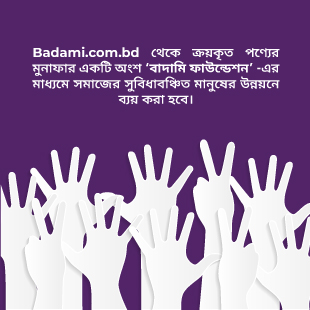 Badami.com.bd থেকে ক্রয়কৃত পণ্যের
মুনাফার একটি অংশ ‘বাদামি ফাউন্ডেশন’ -এর
মাধ্যমে সমাজের সুবিধাবঞ্চিত মানুষের উন্নয়নে
ব্যয় করা হবে।